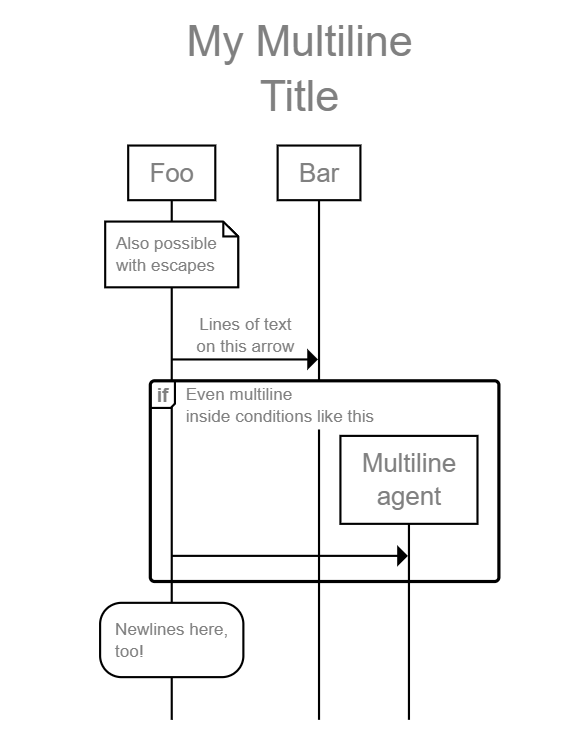 My Multiline
Title
Foo
Bar
Also possible
with escapes
Lines of text
on this arrow
if
Even multiline
inside conditions like this
Multiline
agent
Newlines here,
too!